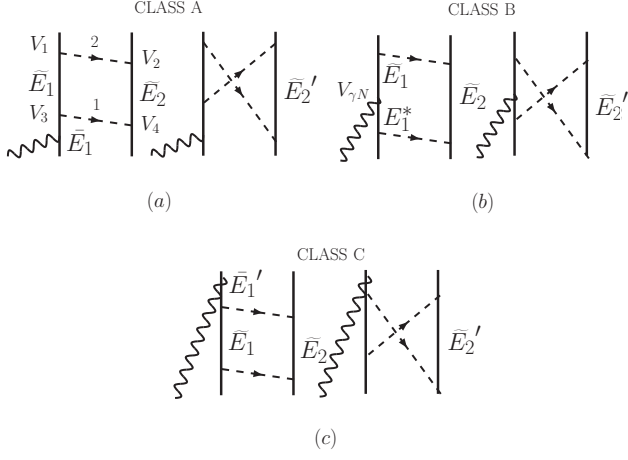 CLASS A
V₁ 2 V₂
Ẽ₁ Ẽ₂ Ẽ₂′
V₃ 1 V₄
Ē₁
(a)
CLASS B
Ẽ₁
V_γN Ẽ₂ Ẽ₂′
E₁*
(b)
CLASS C
Ē₁′
Ẽ₁ Ẽ₂ Ẽ₂′
(c)